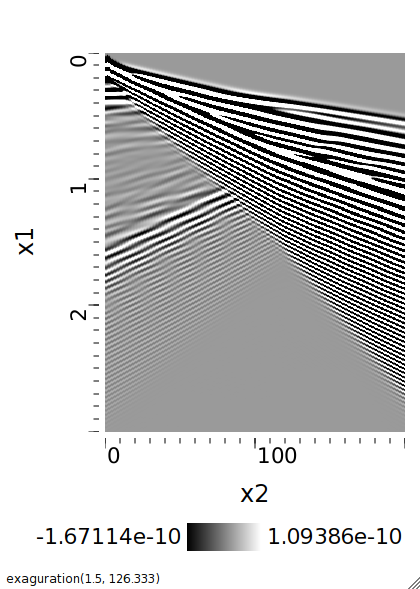 0
1
x1
2
0 100
x2
-1.67114e-10 1.09386e-10
exaguration(1.5, 126.333)